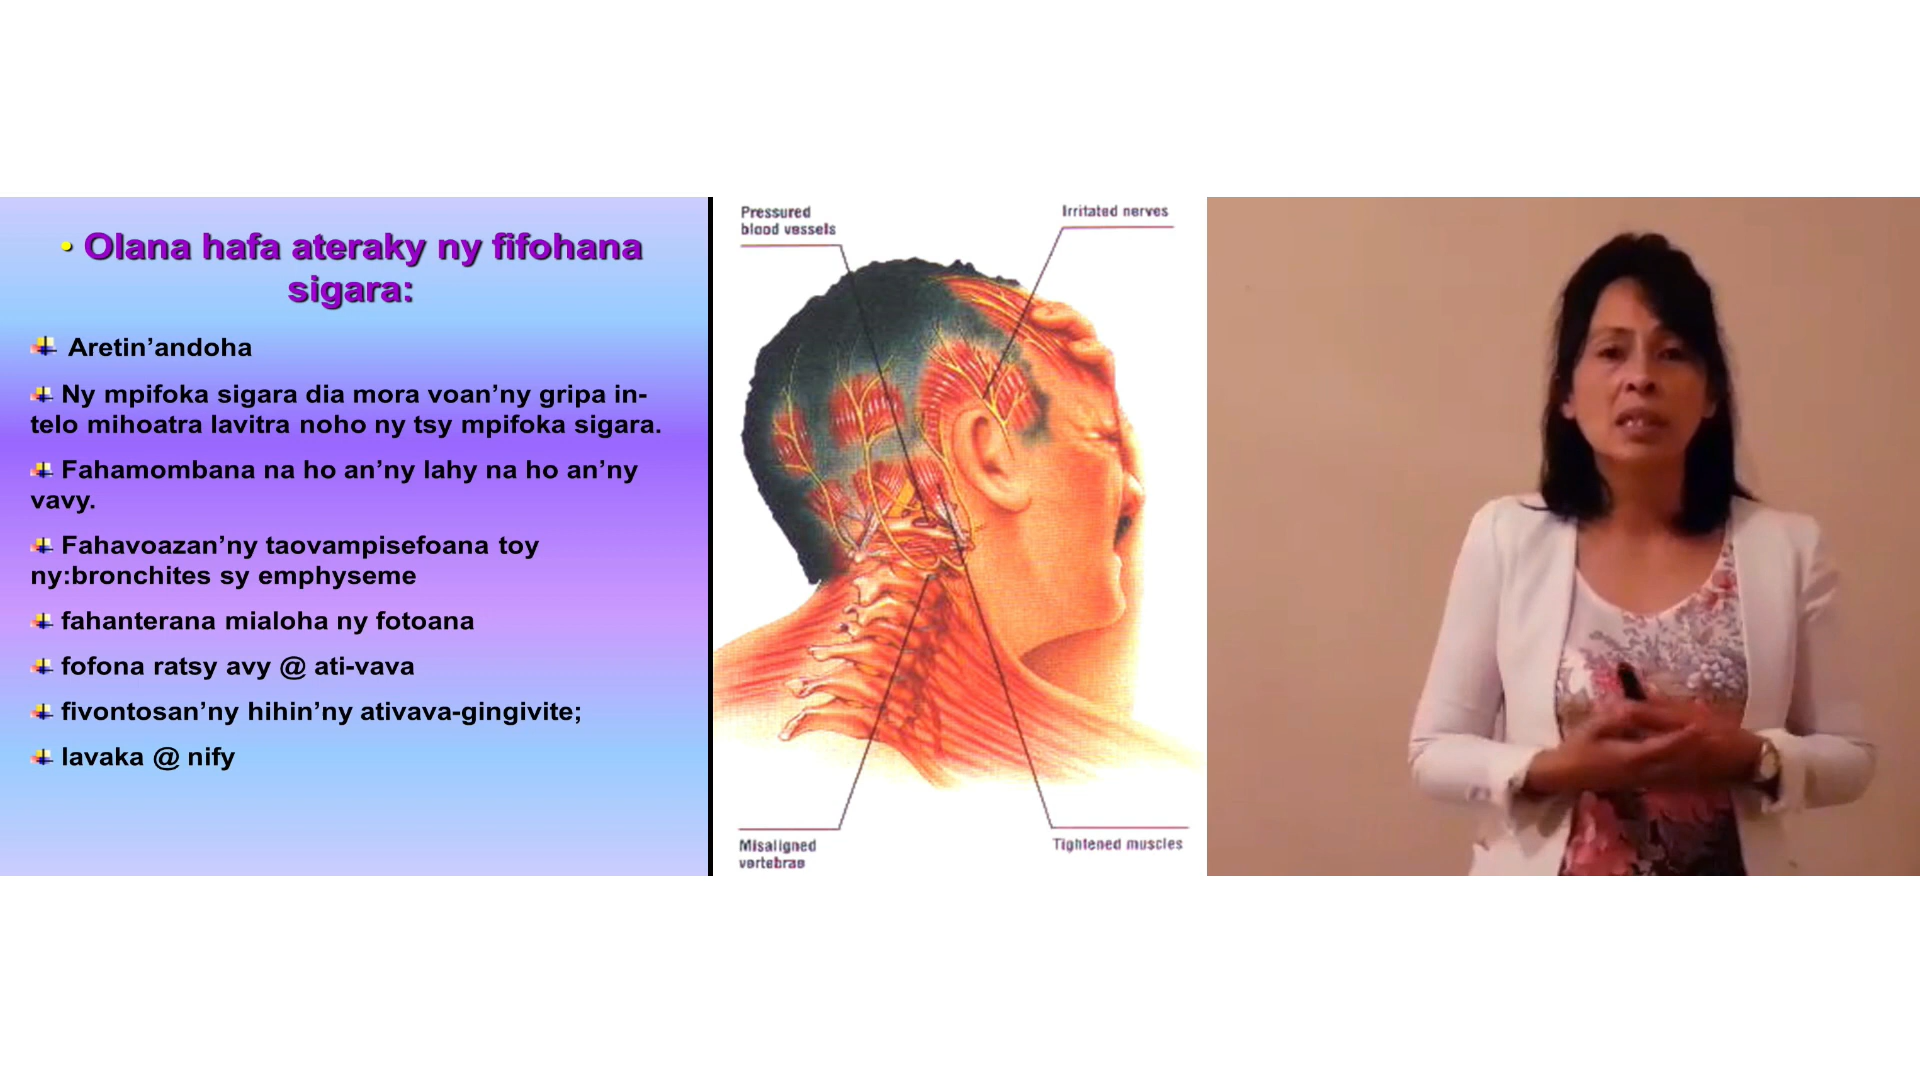 • Olana hafa ateraky ny fifohana
sigara:
Aretin’andoha
Ny mpifoka sigara dia mora voan’ny gripa in-
telo mihoatra lavitra noho ny tsy mpifoka sigara.
Fahamombana na ho an’ny lahy na ho an’ny
vavy.
Fahavoazan’ny taovampisefoana toy
ny:bronchites sy emphyseme
fahanterana mialoha ny fotoana
fofona ratsy avy @ ati-vava
fivontosan’ny hihin’ny ativava-gingivite;
lavaka @ nify
Pressured
blood vessels
Irritated nerves
Misaligned
vertebrae
Tightened muscles